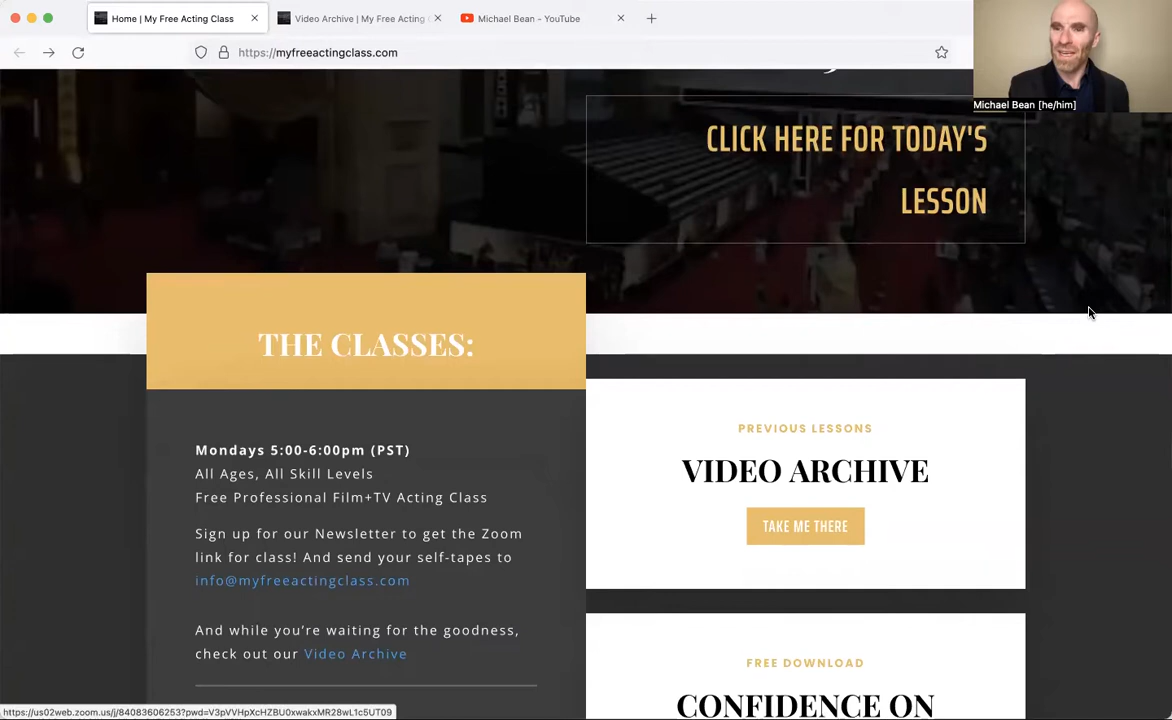 Home | My Free Acting Class
Video Archive | My Free Acting
Michael Bean - YouTube
https://myfreeactingclass.com
Michael Bean [he/him]
CLICK HERE FOR TODAY'S
LESSON
THE CLASSES:
Mondays 5:00-6:00pm (PST)
All Ages, All Skill Levels
Free Professional Film+TV Acting Class
Sign up for our Newsletter to get the Zoom
link for class! And send your self-tapes to
info@myfreeactingclass.com
And while you're waiting for the goodness,
check out our Video Archive
PREVIOUS LESSONS
VIDEO ARCHIVE
TAKE ME THERE
FREE DOWNLOAD
CONFIDENCE ON
https://us02web.zoom.us/j/84083606253?pwd=V3pVVHpXcHZBU0xwakxMR28wL1c5UT09